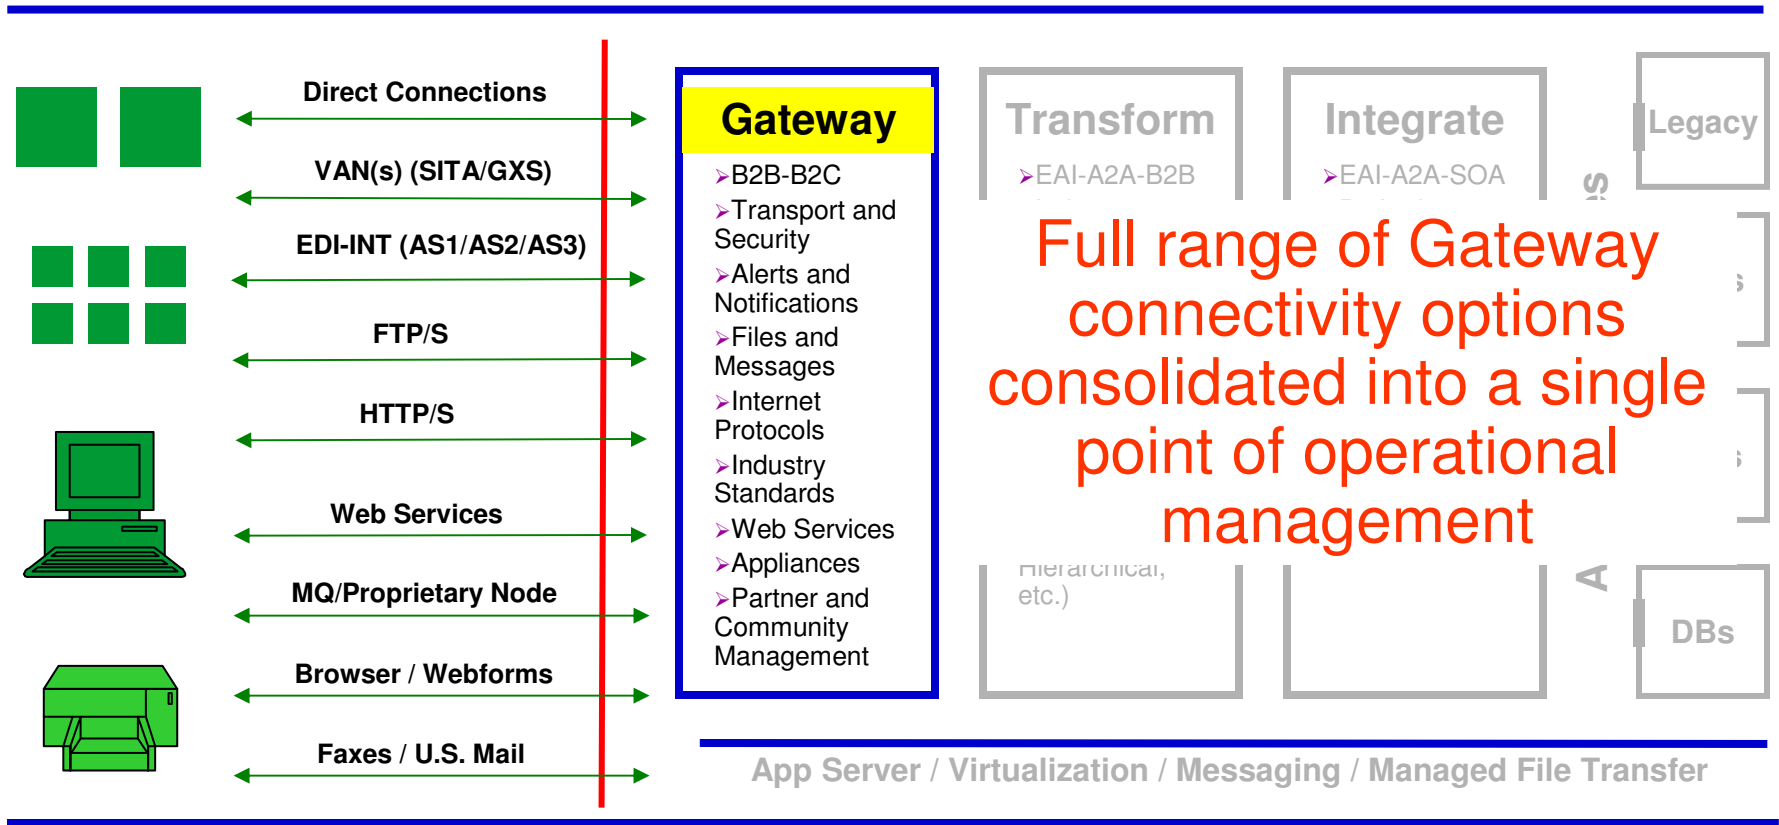 Direct Connections
VAN(s) (SITA/GXS)
EDI-INT (AS1/AS2/AS3)
FTP/S
HTTP/S
Web Services
MQ/Proprietary Node
Browser / Webforms
Faxes / U.S. Mail
Gateway
➢B2B-B2C
➢Transport and
Security
➢Alerts and
Notifications
➢Files and
Messages
➢Internet
Protocols
➢Industry
Standards
➢Web Services
➢Appliances
➢Partner and
Community
Management
Transform
➢EAI-A2A-B2B
Hierarchical,
etc.)
Integrate
➢EAI-A2A-SOA
Full range of Gateway
connectivity options
consolidated into a single
point of operational
management
Legacy
DBs
App Server / Virtualization / Messaging / Managed File Transfer